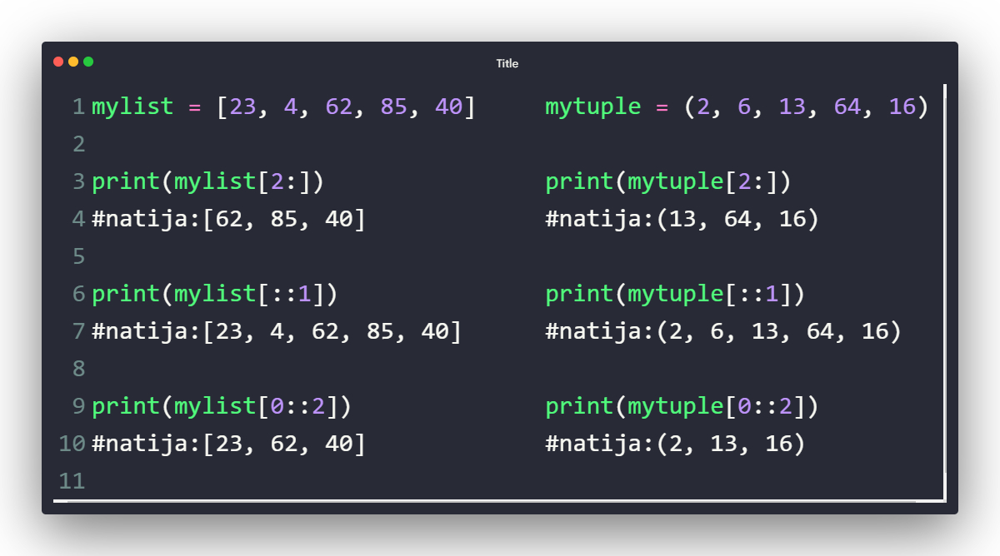 Title
1 mylist = [23, 4, 62, 85, 40]     mytuple = (2, 6, 13, 64, 16)
2
3 print(mylist[2:])                print(mytuple[2:])
4 #natija:[62, 85, 40]             #natija:(13, 64, 16)
5
6 print(mylist[::1])               print(mytuple[::1])
7 #natija:[23, 4, 62, 85, 40]      #natija:(2, 6, 13, 64, 16)
8
9 print(mylist[0::2])              print(mytuple[0::2])
10 #natija:[23, 62, 40]             #natija:(2, 13, 16)
11